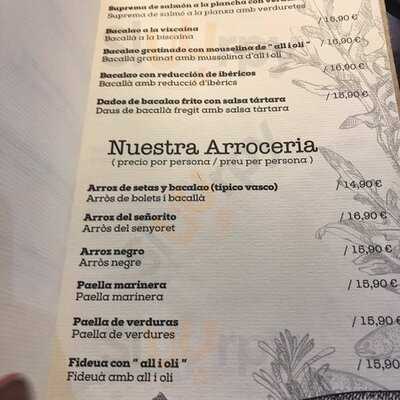 Suprema de salmón a la plancha con
Suprema de salmó a la planxa amb verduretes
/ 16,90 €
Bacalao a la vizcaina
Bacallà a la biscaïna
/ 15,90 €
Bacalao gratinado con mouselina de " all i oli "
Bacallà gratinat amb mussolina d'all i oli
/ 16,90 €
Bacalao con reducción de ibéricos
Bacallà amb reducció d'ibèrics
/ 16,90 €
Dados de bacalao frito con salsa tártara
Daus de bacallà fregit amb salsa tàrtara
/ 15,90 €
Nuestra Arroceria
( precio por persona / preu per persona )
Arroz de setas y bacalao (típico vasco)
Arròs de bolets i bacallà
/ 14,90 €
Arroz del señorito
Arròs del senyoret
/ 16,90 €
Arroz negro
Arròs negre
/ 15,90 €
Paella marinera
Paella marinera
/ 15,90 €
Paella de verduras
Paella de verdures
/ 15,90
Fideua con " all i oli "
Fideuà amb all i oli
/ 15,90